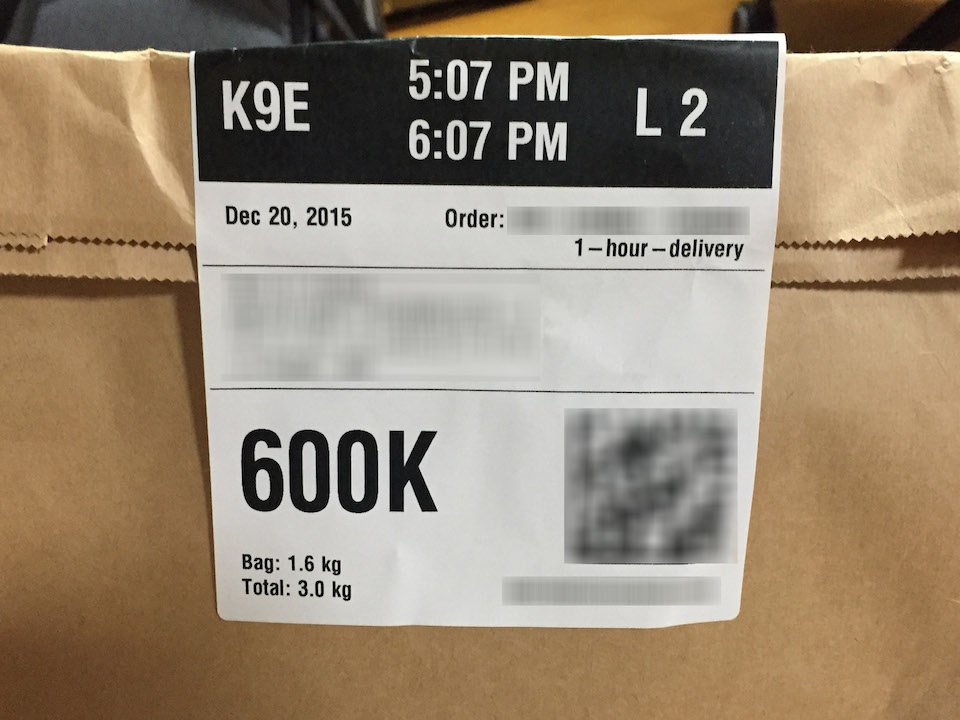 K9E
5:07 PM
6:07 PM
L 2
Dec 20, 2015
Order:
1-hour-delivery
600K
Bag: 1.6 kg
Total: 3.0 kg